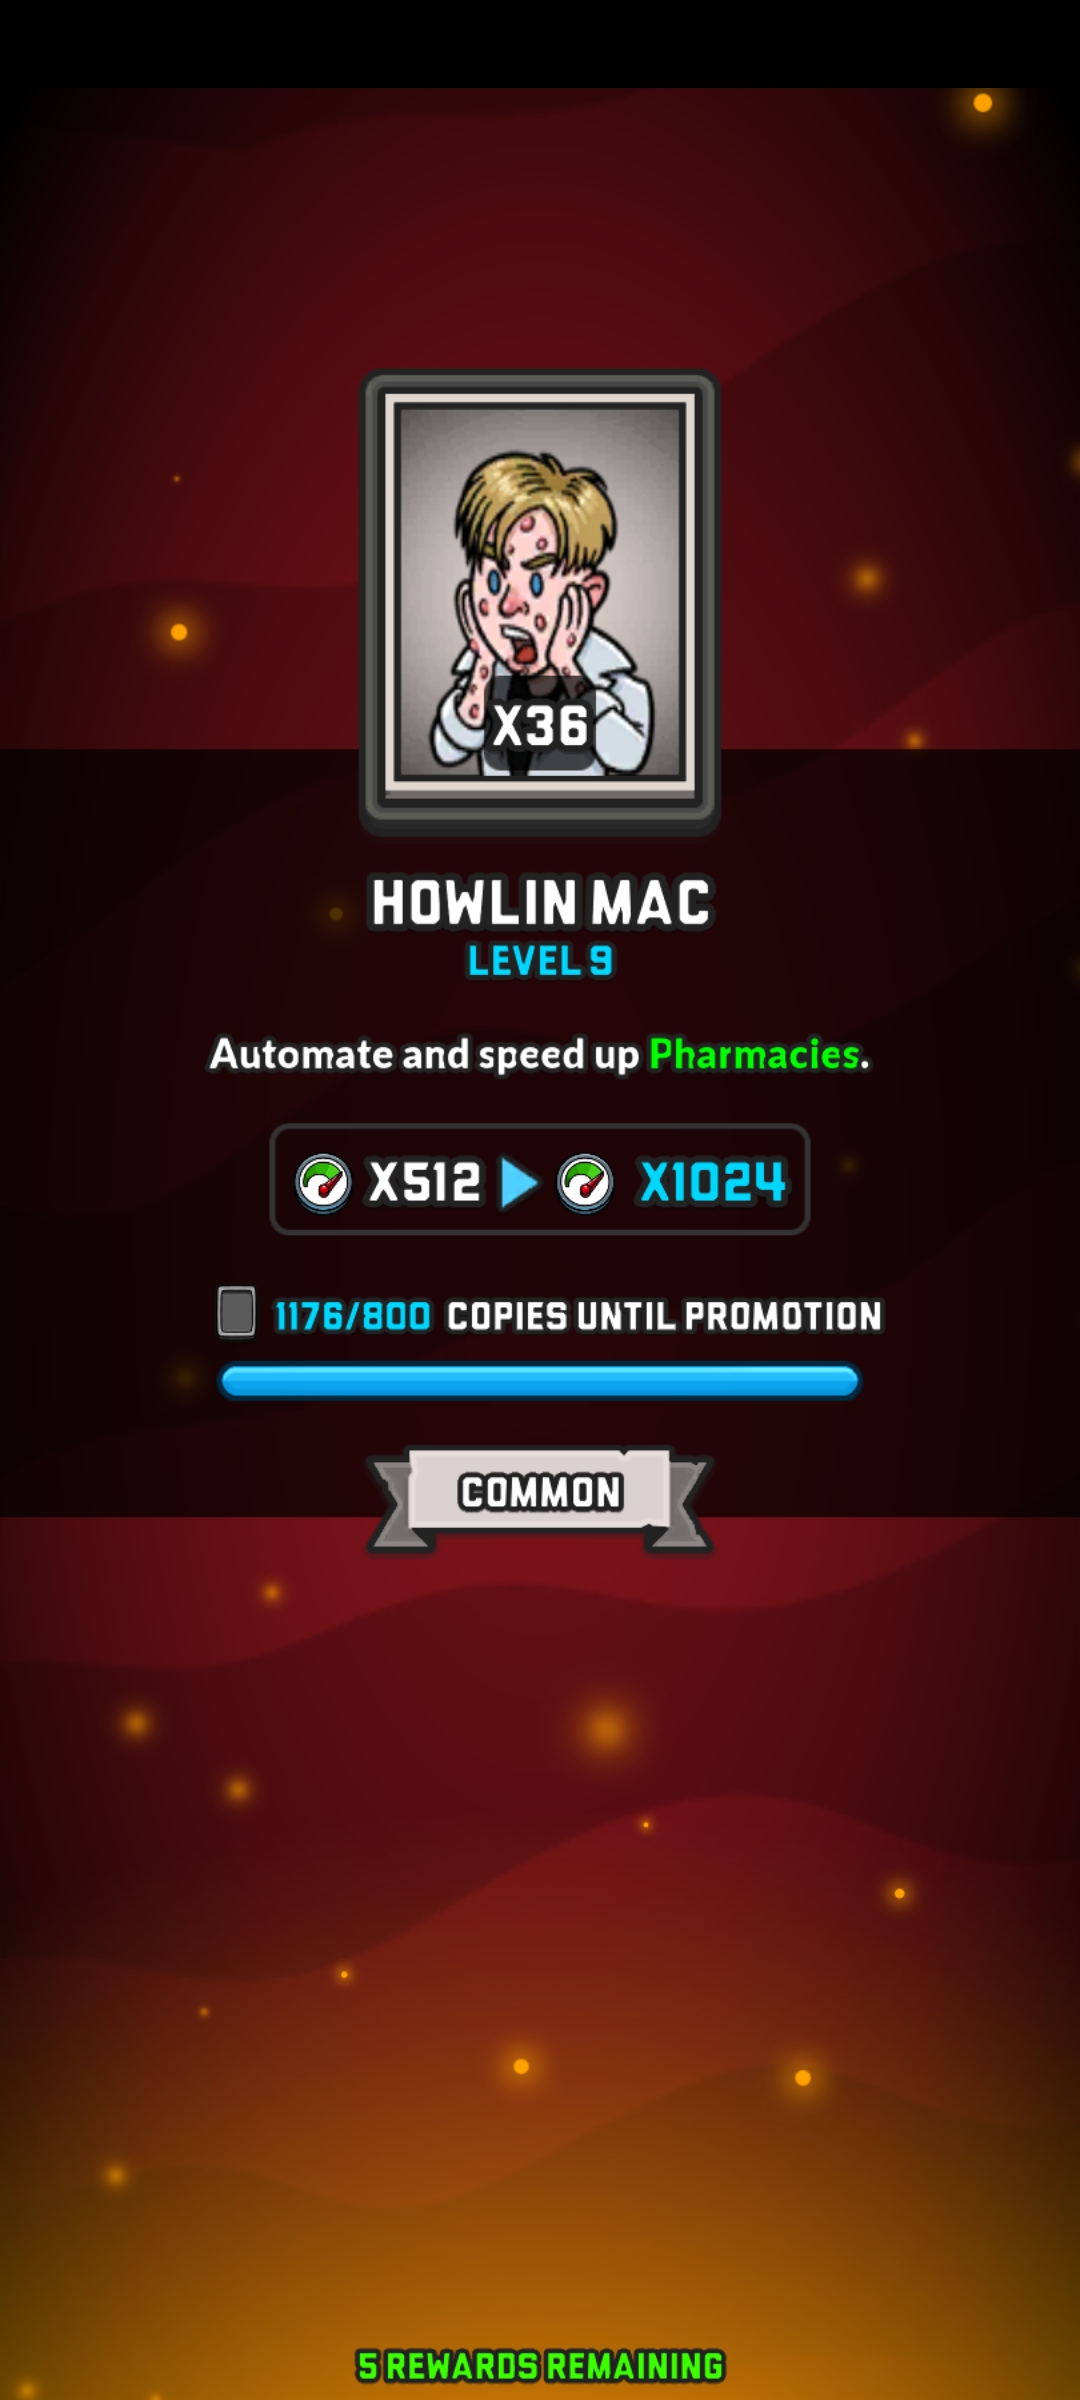 X36
HOWLIN MAC
LEVEL 9
Automate and speed up Pharmacies.
X512 X1024
1176/800 COPIES UNTIL PROMOTION
COMMON
5 REWARDS REMAINING